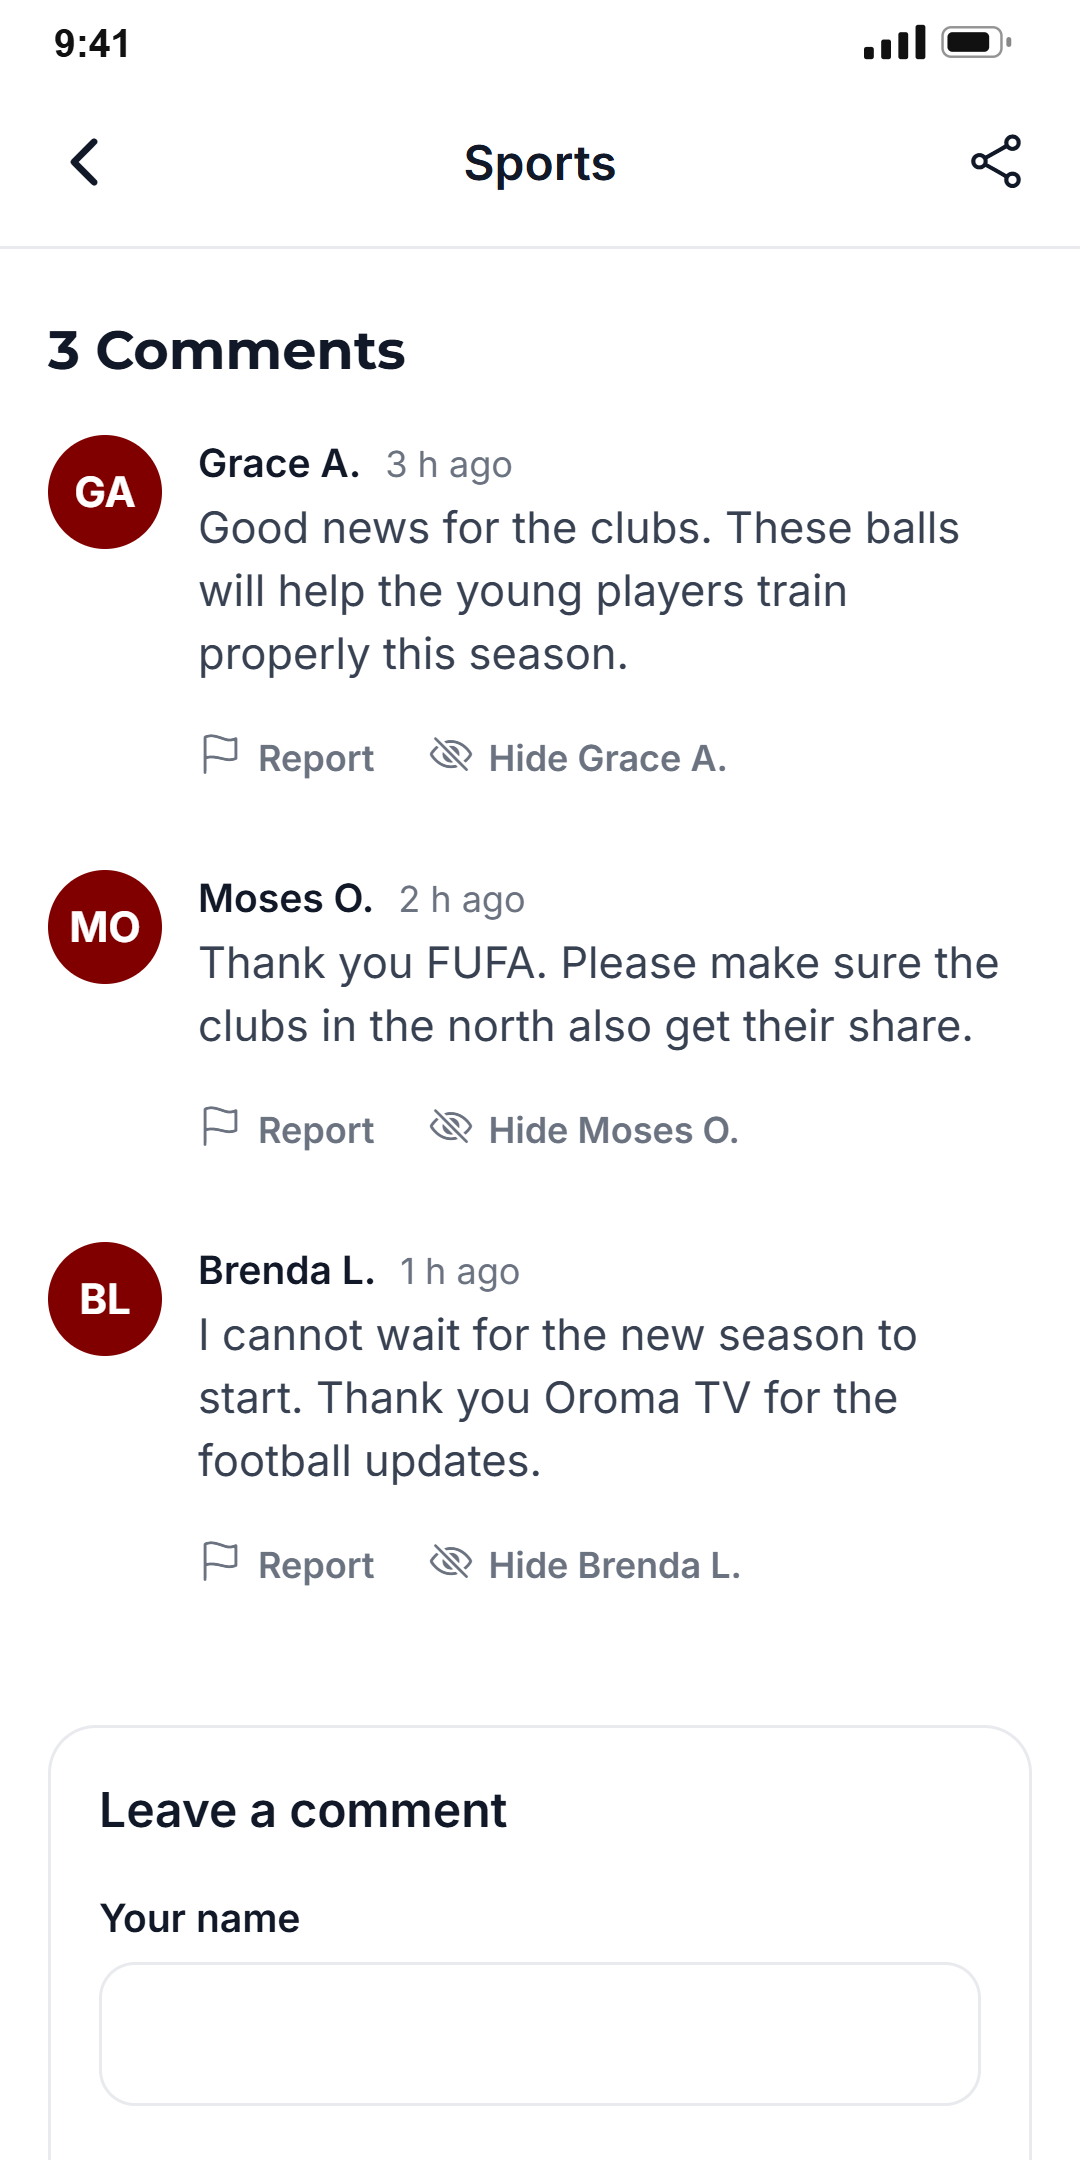 9:41
Sports
3 Comments
GA
Grace A. 3 h ago
Good news for the clubs. These balls
will help the young players train
properly this season.
Report Hide Grace A.
MO
Moses O. 2 h ago
Thank you FUFA. Please make sure the
clubs in the north also get their share.
Report Hide Moses O.
BL
Brenda L. 1 h ago
I cannot wait for the new season to
start. Thank you Oroma TV for the
football updates.
Report Hide Brenda L.
Leave a comment
Your name